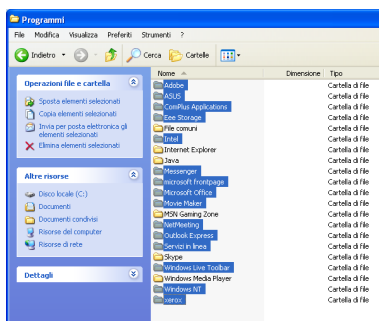 Programmi
File Modifica Visualizza Preferiti Strumenti ?
Indietro Cerca Cartelle
Operazioni file e cartella
Sposta elementi selezionati
Copia elementi selezionati
Invia per posta elettronica gli
elementi selezionati
Elimina elementi selezionati
Altre risorse
Disco locale (C:)
Documenti
Documenti condivisi
Risorse del computer
Risorse di rete
Dettagli
Nome Dimensione Tipo
Adobe Cartella di file
ASUS Cartella di file
ComPlus Applications Cartella di file
Eee Storage Cartella di file
File comuni Cartella di file
Intel Cartella di file
Internet Explorer Cartella di file
Java Cartella di file
Messenger Cartella di file
microsoft frontpage Cartella di file
Microsoft Office Cartella di file
Movie Maker Cartella di file
MSN Gaming Zone Cartella di file
NetMeeting Cartella di file
Outlook Express Cartella di file
Servizi in linea Cartella di file
Skype Cartella di file
Windows Live Toolbar Cartella di file
Windows Media Player Cartella di file
Windows NT Cartella di file
xerox Cartella di file